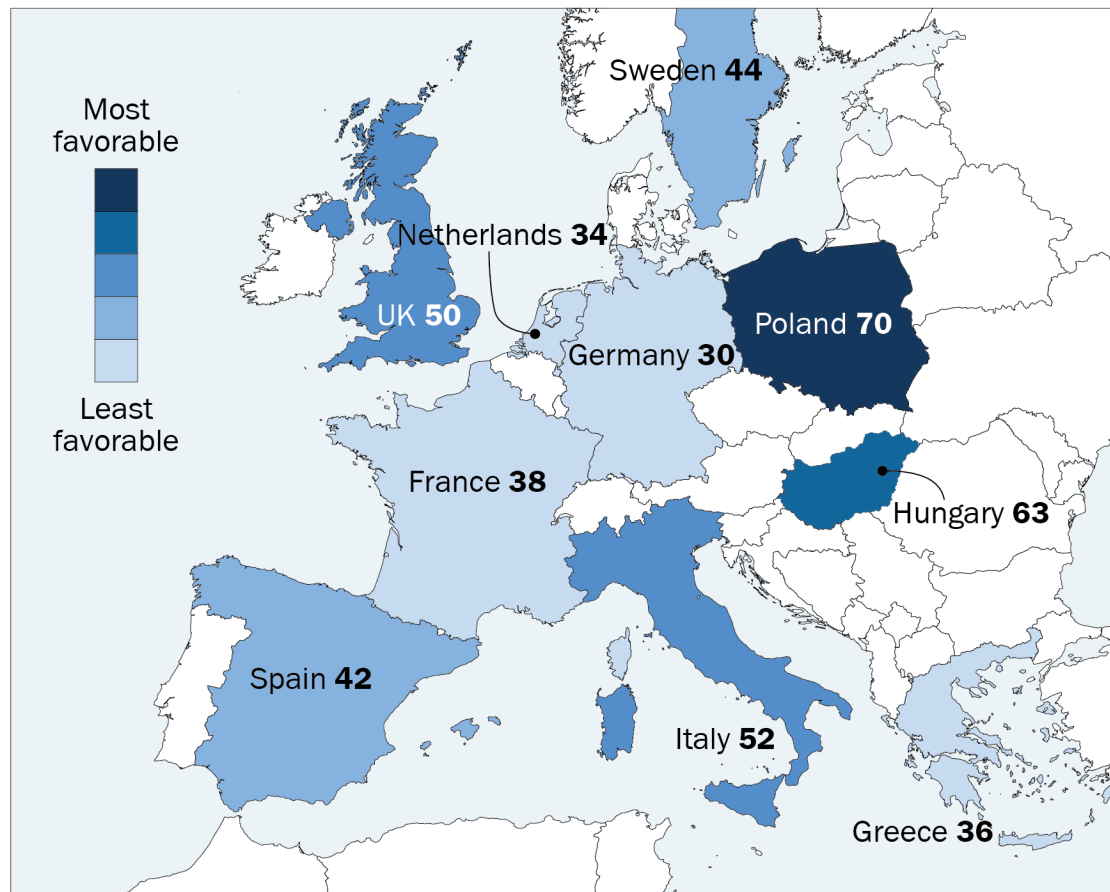 Most
favorable
Least
favorable
Sweden 44
Netherlands 34
UK 50
Germany 30
Poland 70
France 38
Hungary 63
Spain 42
Italy 52
Greece 36